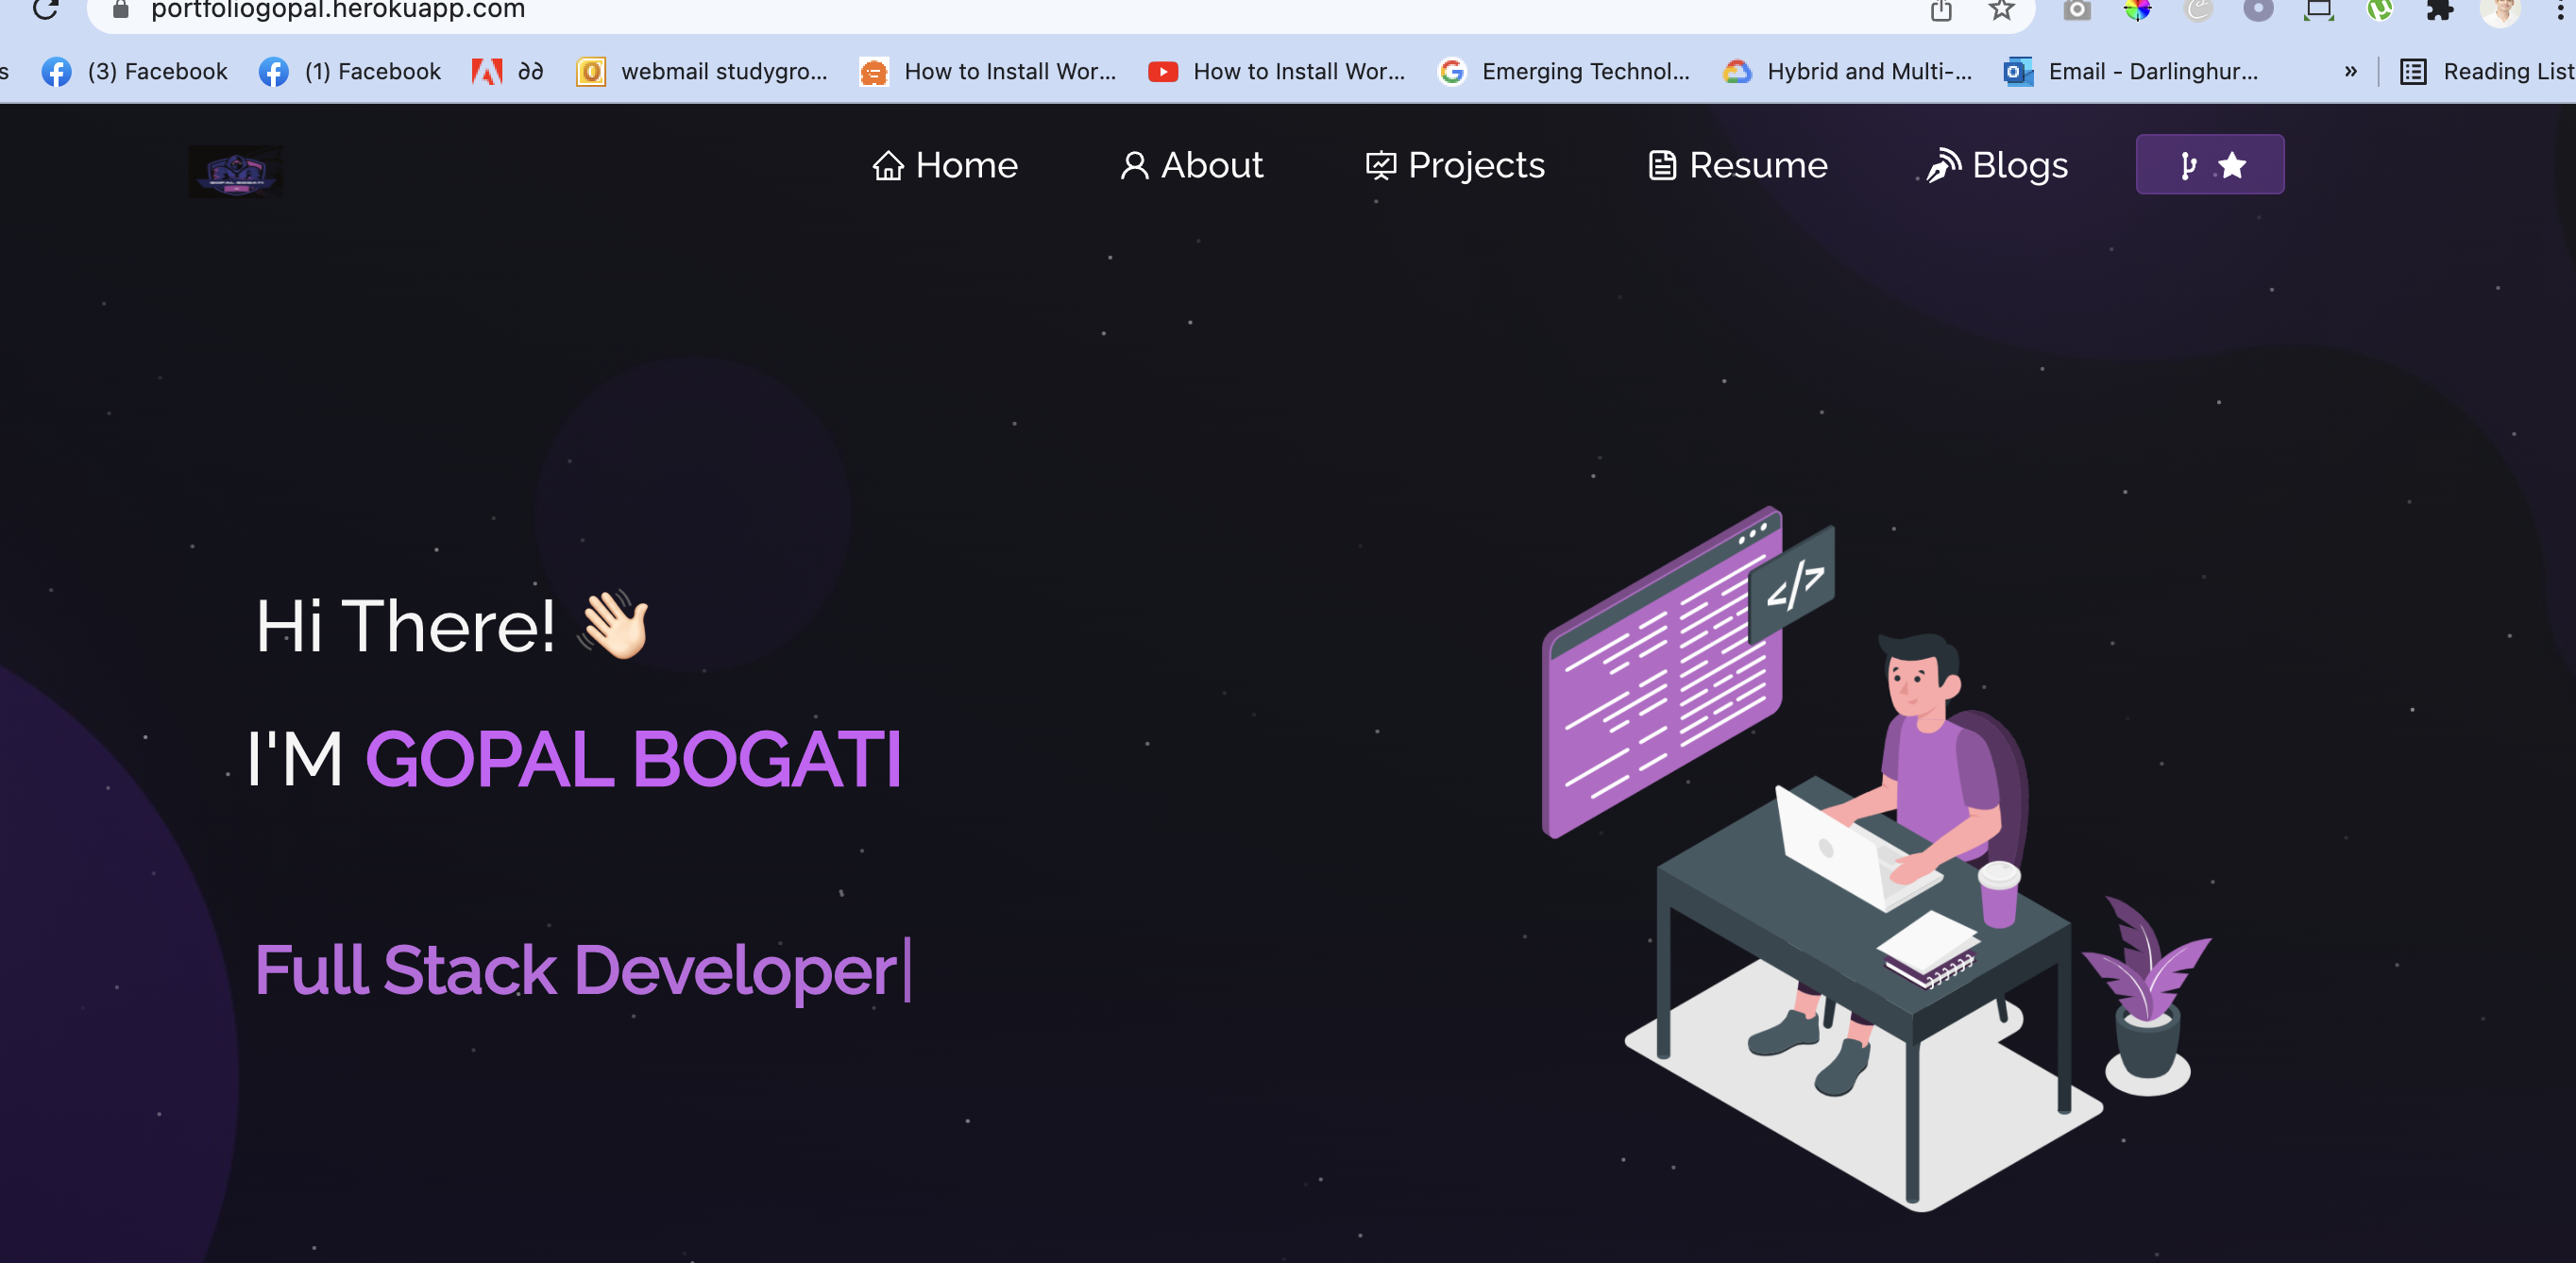 portfoliogopal.herokuapp.com
s (3) Facebook (1) Facebook ∂∂ webmail studygro... How to Install Wor... How to Install Wor... Emerging Technol... Hybrid and Multi-... Email - Darlinghur... » Reading List
GOPAL BOGATI
Home About Projects Resume Blogs
Hi There! 👋🏻
I'M GOPAL BOGATI
</>
Full Stack Developer|